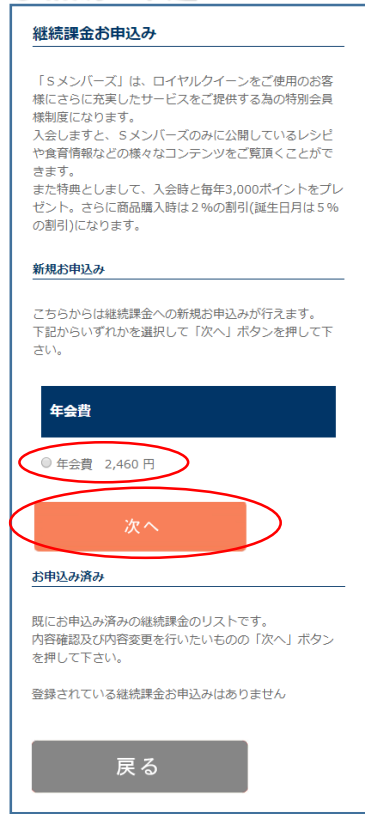 継続課金お申込み
「Ｓメンバーズ」は、ロイヤルクイーンをご使用のお客
様にさらに充実したサービスをご提供する為の特別会員
様制度になります。
入会しますと、Ｓメンバーズのみに公開しているレシピ
や食育情報などの様々なコンテンツをご覧頂くことがで
きます。
また特典としまして、入会時と毎年3,000ポイントをプレ
ゼント。さらに商品購入時は２％の割引(誕生日月は５％
の割引)になります。
新規お申込み
こちらからは継続課金への新規お申込みが行えます。
下記からいずれかを選択して「次へ」ボタンを押して下
さい。
年会費
年会費　2,460 円
次へ
お申込み済み
既にお申込み済みの継続課金のリストです。
内容確認及び内容変更を行いたいものの「次へ」ボタン
を押して下さい。
登録されている継続課金お申込みはありません
戻る